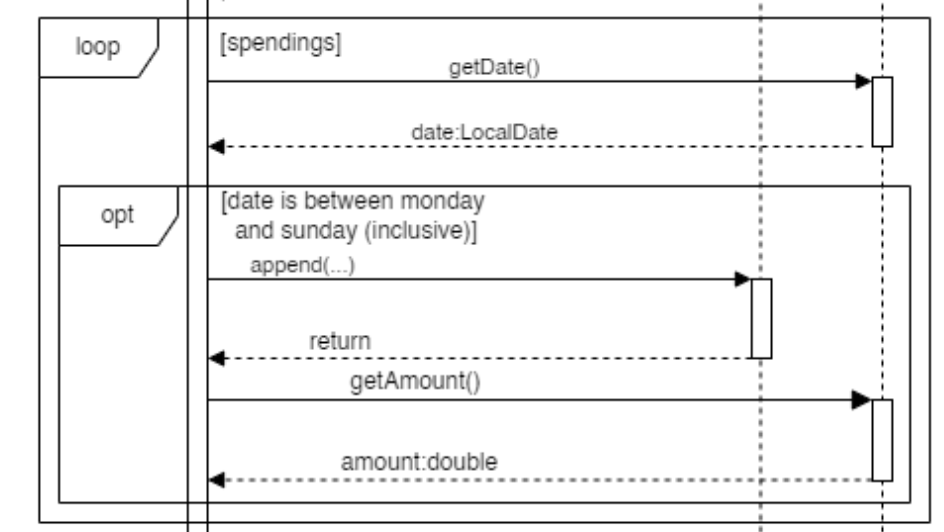 loop
[spendings]
getDate()
date:LocalDate
opt
[date is between monday
and sunday (inclusive)]
append(...)
return
getAmount()
amount:double